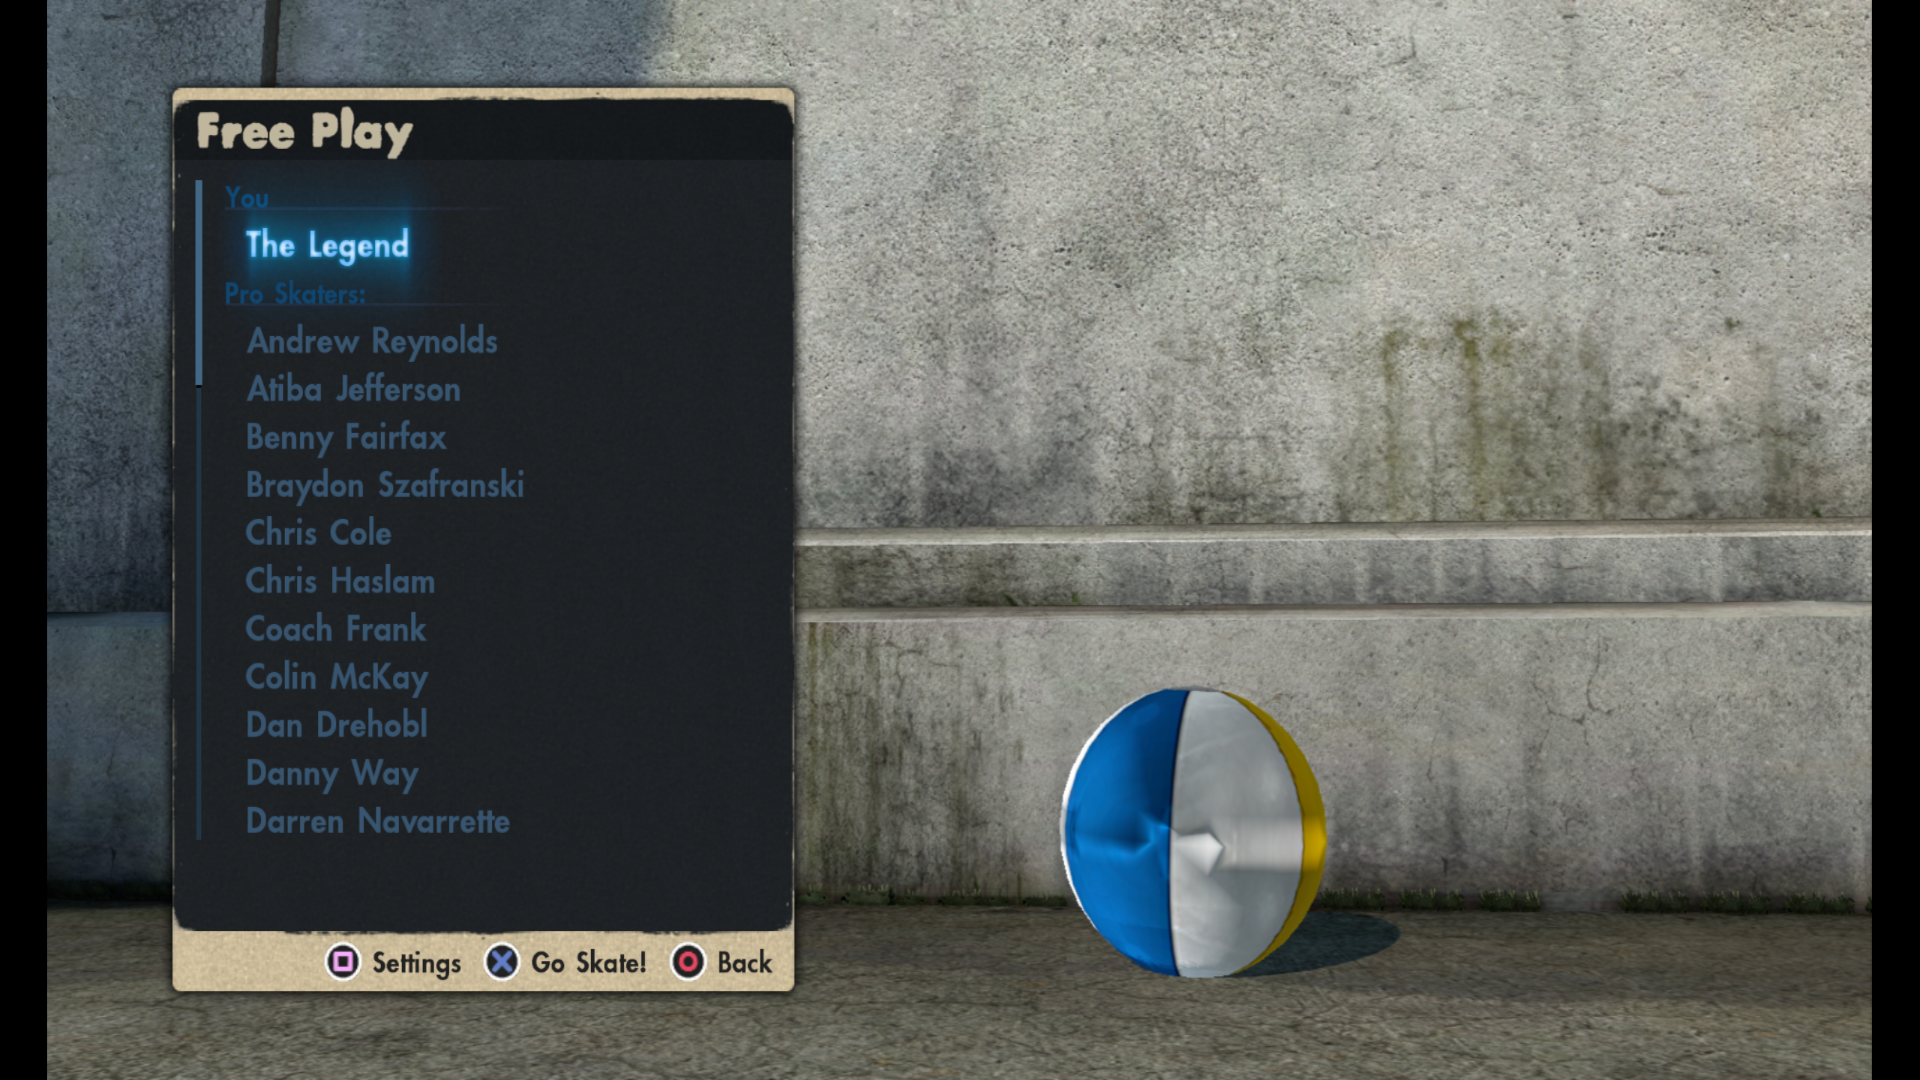 Free Play
You
The Legend
Pro Skaters:
Andrew Reynolds
Atiba Jefferson
Benny Fairfax
Braydon Szafranski
Chris Cole
Chris Haslam
Coach Frank
Colin McKay
Dan Drehobl
Danny Way
Darren Navarrette
Settings Go Skate! Back